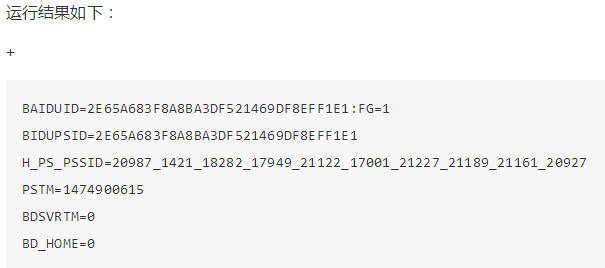 运行结果如下：
+
BAIDUID=2E65A683F8A8BA3DF521469DF8EFF1E1:FG=1
BIDUPSID=2E65A683F8A8BA3DF521469DF8EFF1E1
H_PS_PSSID=20987_1421_18282_17949_21122_17001_21227_21189_21161_20927
PSTM=1474900615
BDSVRTM=0
BD_HOME=0